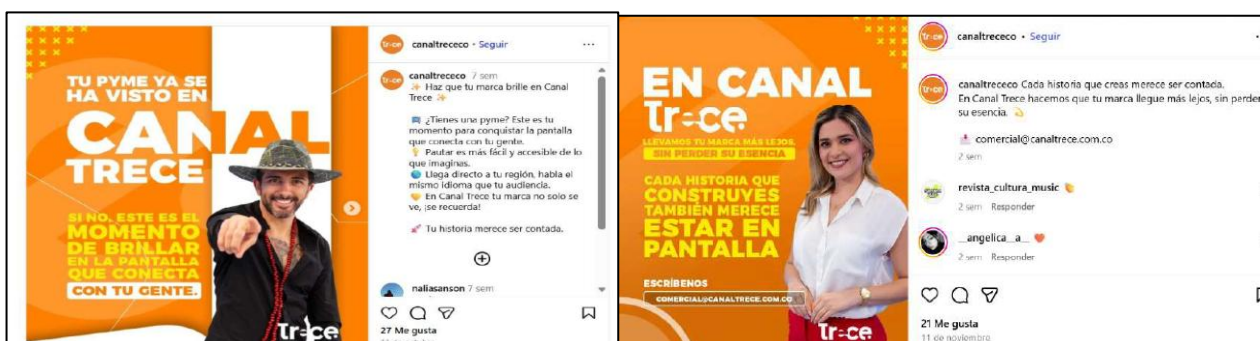 TU PYME YA SE
HA VISTO EN
CANAL
TRECE
SI NO, ESTE ES EL
MOMENTO
DE BRILLAR
EN LA PANTALLA
QUE CONECTA
CON TU GENTE.
trece
trece
canaltrececo • Seguir
canaltrececo 7 sem
✨ Haz que tu marca brille en Canal
Trece ✨
¿Tienes una pyme? Este es tu
momento para conquistar la pantalla
que conecta con tu gente.
💡 Pautar es más fácil y accesible de lo
que imaginas.
🌎 Llega directo a tu región, habla el
mismo idioma que tu audiencia.
🧡 En Canal Trece tu marca no solo se
ve, ¡se recuerda!
🚀 Tu historia merece ser contada.
naliasanson 7 sem
27 Me gusta
EN CANAL
trece
LLEVAMOS TU MARCA MÁS LEJOS,
SIN PERDER SU ESENCIA
CADA HISTORIA QUE
CONSTRUYES
TAMBIÉN MERECE
ESTAR EN
PANTALLA
ESCRÍBENOS
COMERCIAL@CANALTRECE.COM.CO
trece
trece
canaltrececo • Seguir
canaltrececo Cada historia que creas merece ser contada.
En Canal Trece hacemos que tu marca llegue más lejos, sin perder
su esencia. 💫
📩 comercial@canaltrece.com.co
2 sem
revista_cultura_music
2 sem Responder
__angelica__a__
2 sem Responder
21 Me gusta
11 de noviembre